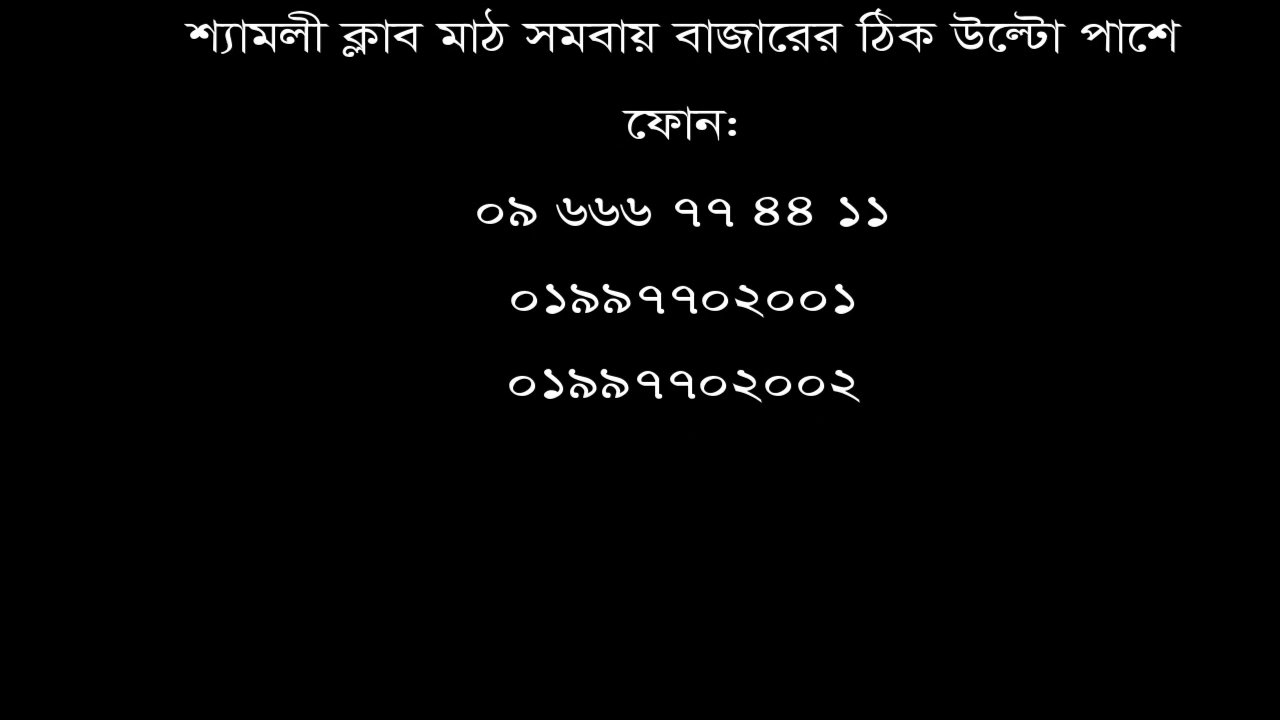 শ্যামলী ক্লাব মাঠ সমবায় বাজারের ঠিক উল্টো পাশে
ফোন:
০৯ ৬৬৬ ৭৭ ৪৪ ১১
০১৯৯৭৭০২০০১
০১৯৯৭৭০২০০২